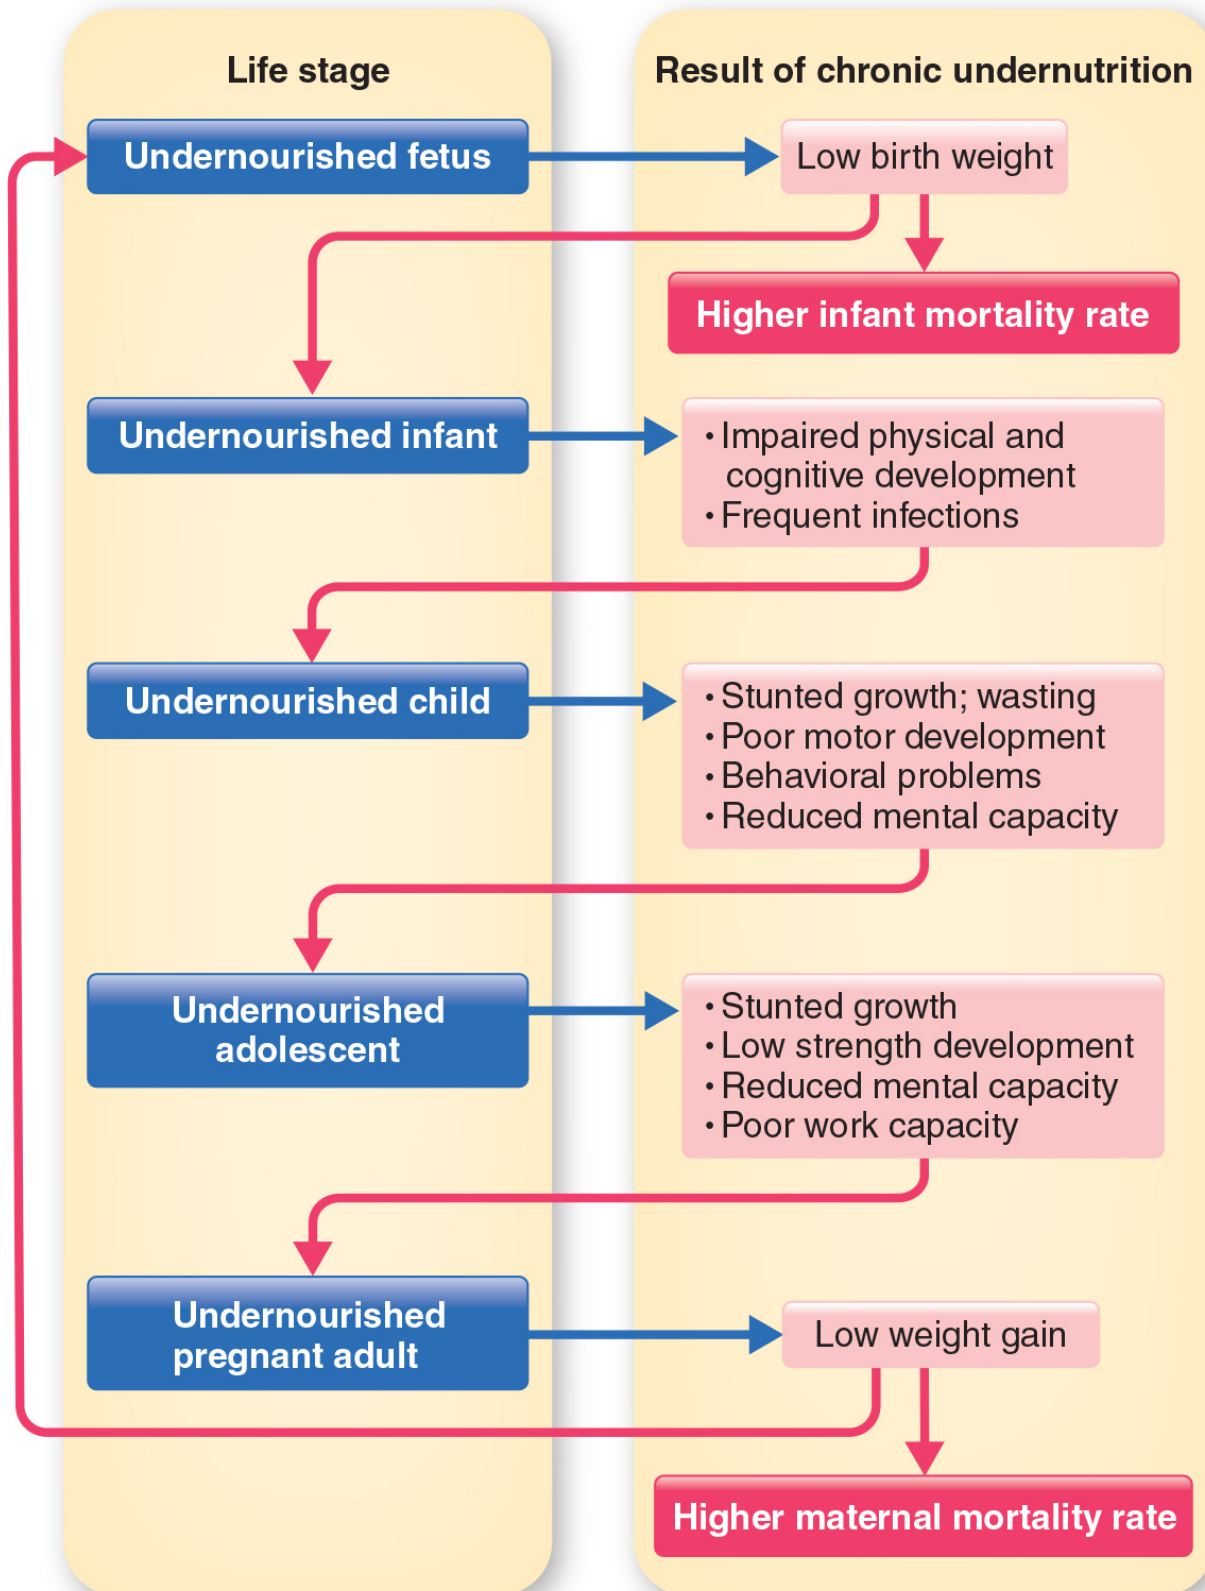 Life stage
Result of chronic undernutrition
Undernourished fetus
Low birth weight
Higher infant mortality rate
Undernourished infant
• Impaired physical and
cognitive development
• Frequent infections
Undernourished child
• Stunted growth; wasting
• Poor motor development
• Behavioral problems
• Reduced mental capacity
Undernourished
adolescent
• Stunted growth
• Low strength development
• Reduced mental capacity
• Poor work capacity
Undernourished
pregnant adult
Low weight gain
Higher maternal mortality rate